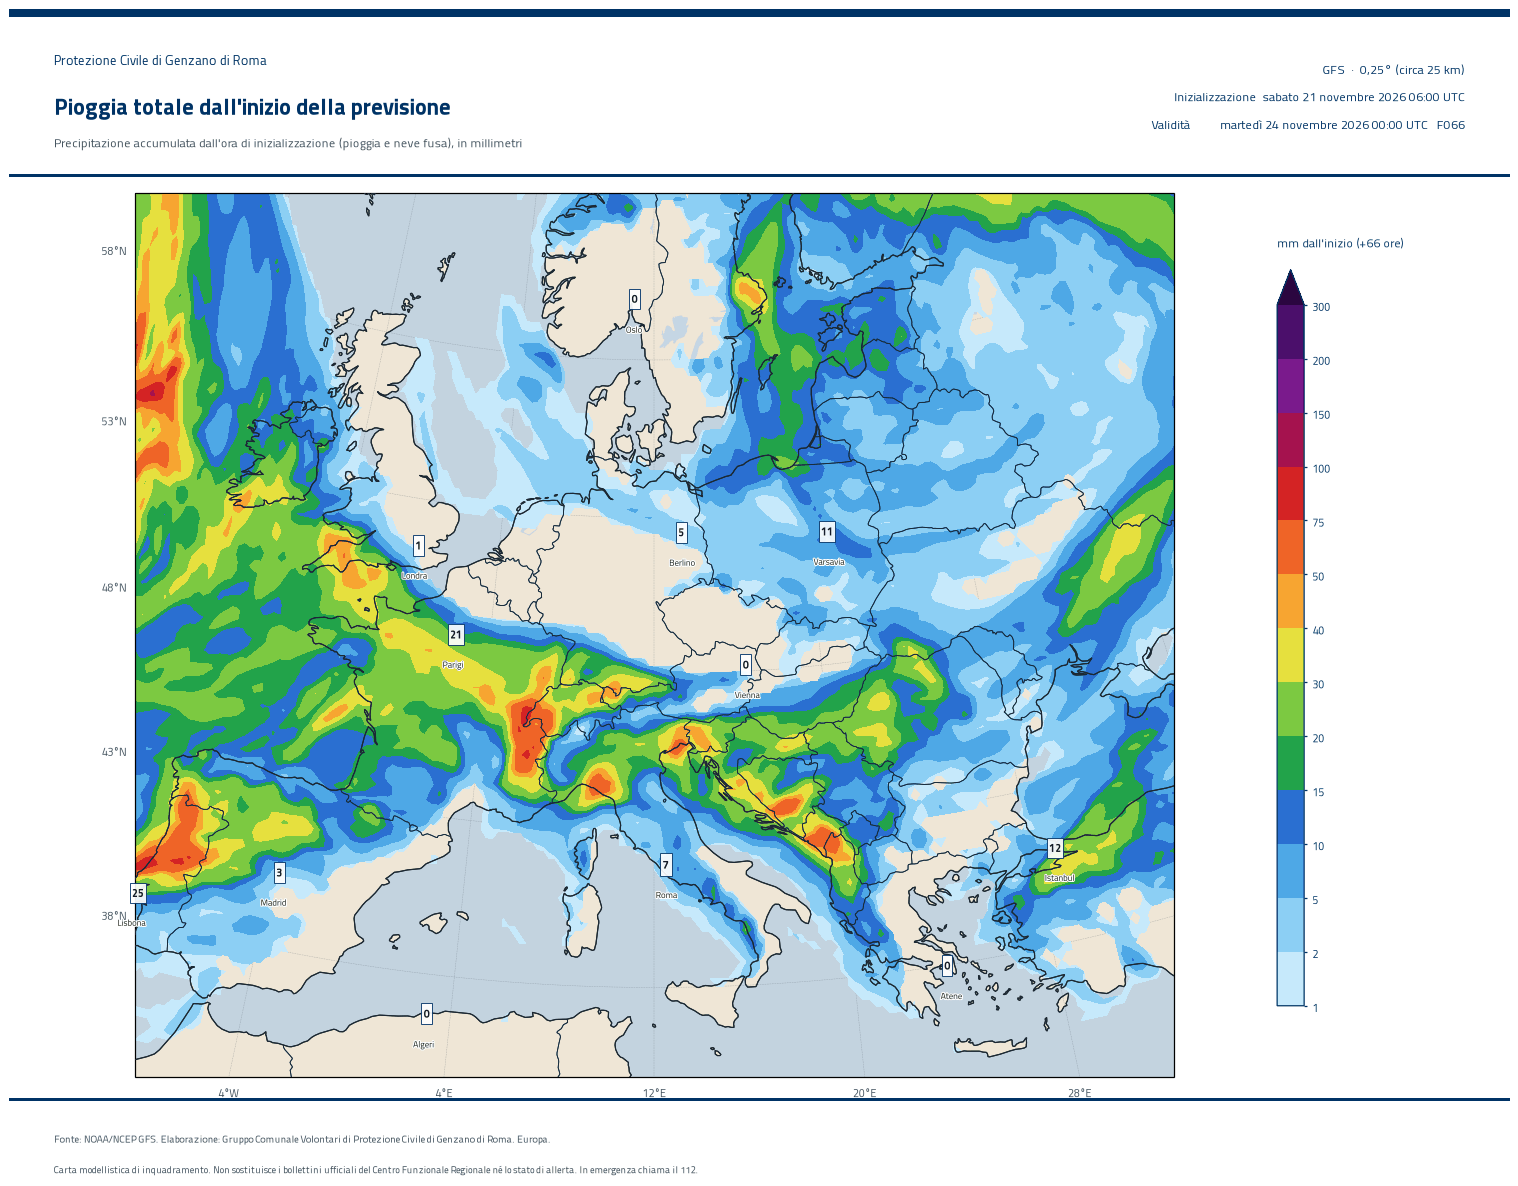 Protezione Civile di Genzano di Roma
Pioggia totale dall'inizio della previsione
Precipitazione accumulata dall'ora di inizializzazione (pioggia e neve fusa), in millimetri
GFS · 0,25° (circa 25 km)
Inizializzazione sabato 21 novembre 2026 06:00 UTC
Validità martedì 24 novembre 2026 00:00 UTC F066
58°N
53°N
48°N
43°N
38°N
4°W
4°E
12°E
20°E
28°E
0
Oslo
1
Londra
5
Berlino
11
Varsavia
21
Parigi
0
Vienna
3
Madrid
25
Lisbona
7
Roma
12
Istanbul
0
Atene
0
Algeri
mm dall'inizio (+66 ore)
300
200
150
100
75
50
40
30
20
15
10
5
2
1
Fonte: NOAA/NCEP GFS. Elaborazione: Gruppo Comunale Volontari di Protezione Civile di Genzano di Roma. Europa.
Carta modellistica di inquadramento. Non sostituisce i bollettini ufficiali del Centro Funzionale Regionale né lo stato di allerta. In emergenza chiama il 112.